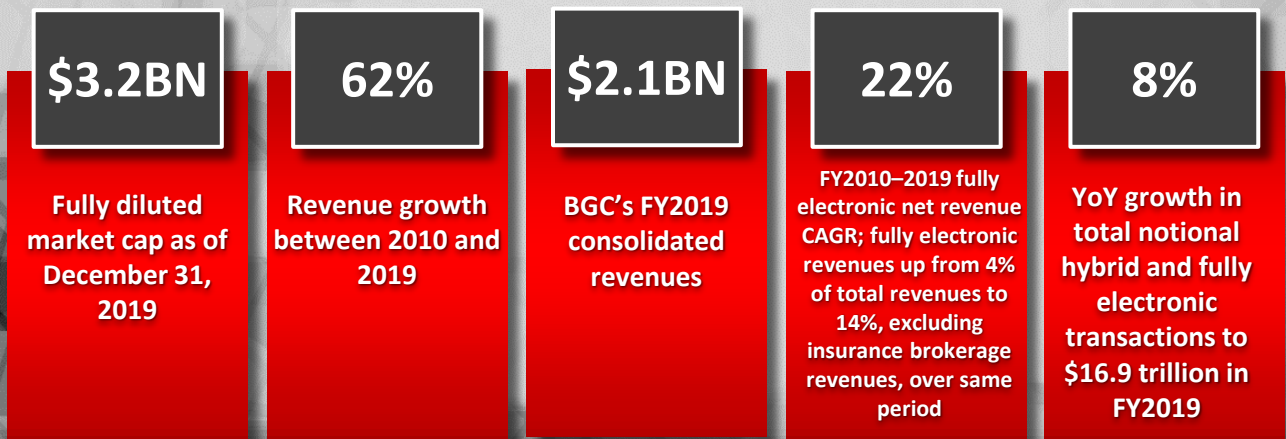 $3.2BN
Fully diluted
market cap as of
December 31,
2019
62%
Revenue growth
between 2010 and
2019
$2.1BN
BGC's FY2019
consolidated
revenues
22%
FY2010–2019 fully
electronic net revenue
CAGR; fully electronic
revenues up from 4%
of total revenues to
14%, excluding
insurance brokerage
revenues, over same
period
8%
YoY growth in
total notional
hybrid and fully
electronic
transactions to
$16.9 trillion in
FY2019